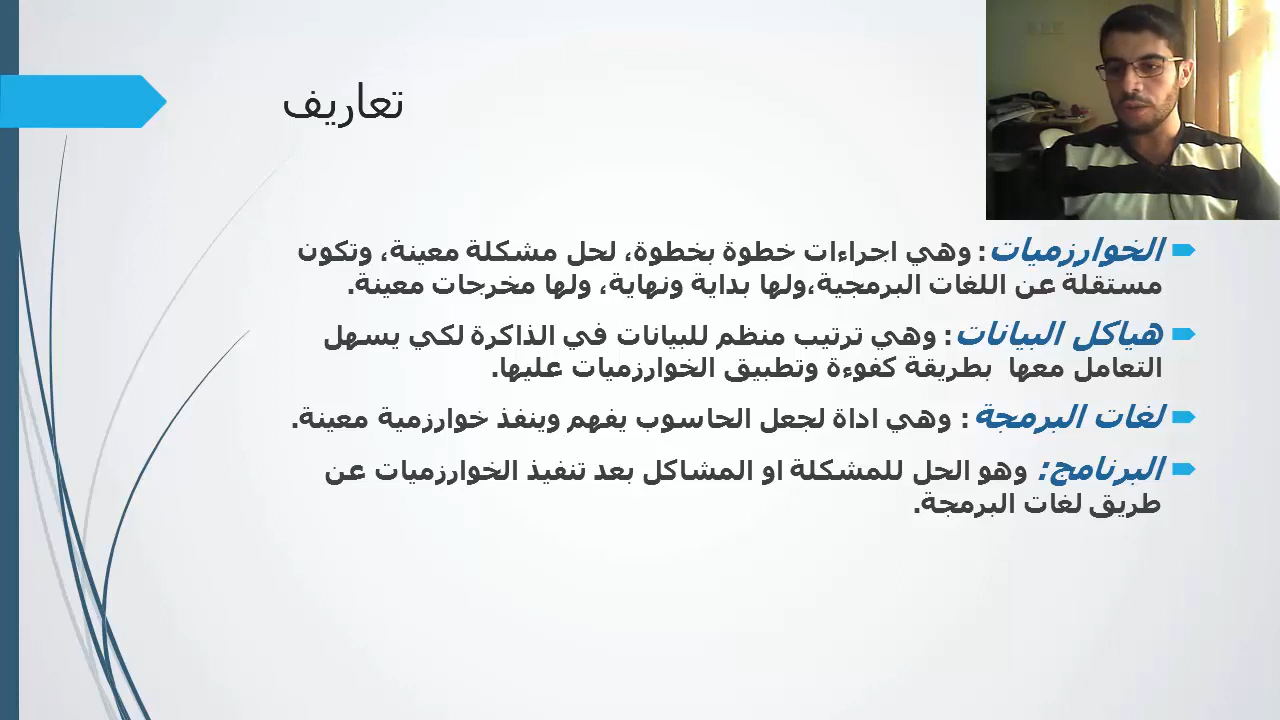 تعاريف
الخوارزميات: وهي اجراءات خطوة بخطوة، لحل مشكلة معينة، وتكون
مستقلة عن اللغات البرمجية،ولها بداية ونهاية، ولها مخرجات معينة.
هياكل البيانات: وهي ترتيب منظم للبيانات في الذاكرة لكي يسهل
التعامل معها بطريقة كفوءة وتطبيق الخوارزميات عليها.
لغات البرمجة: وهي اداة لجعل الحاسوب يفهم وينفذ خوارزمية معينة.
البرنامج: وهو الحل للمشكلة او المشاكل بعد تنفيذ الخوارزميات عن
طريق لغات البرمجة.